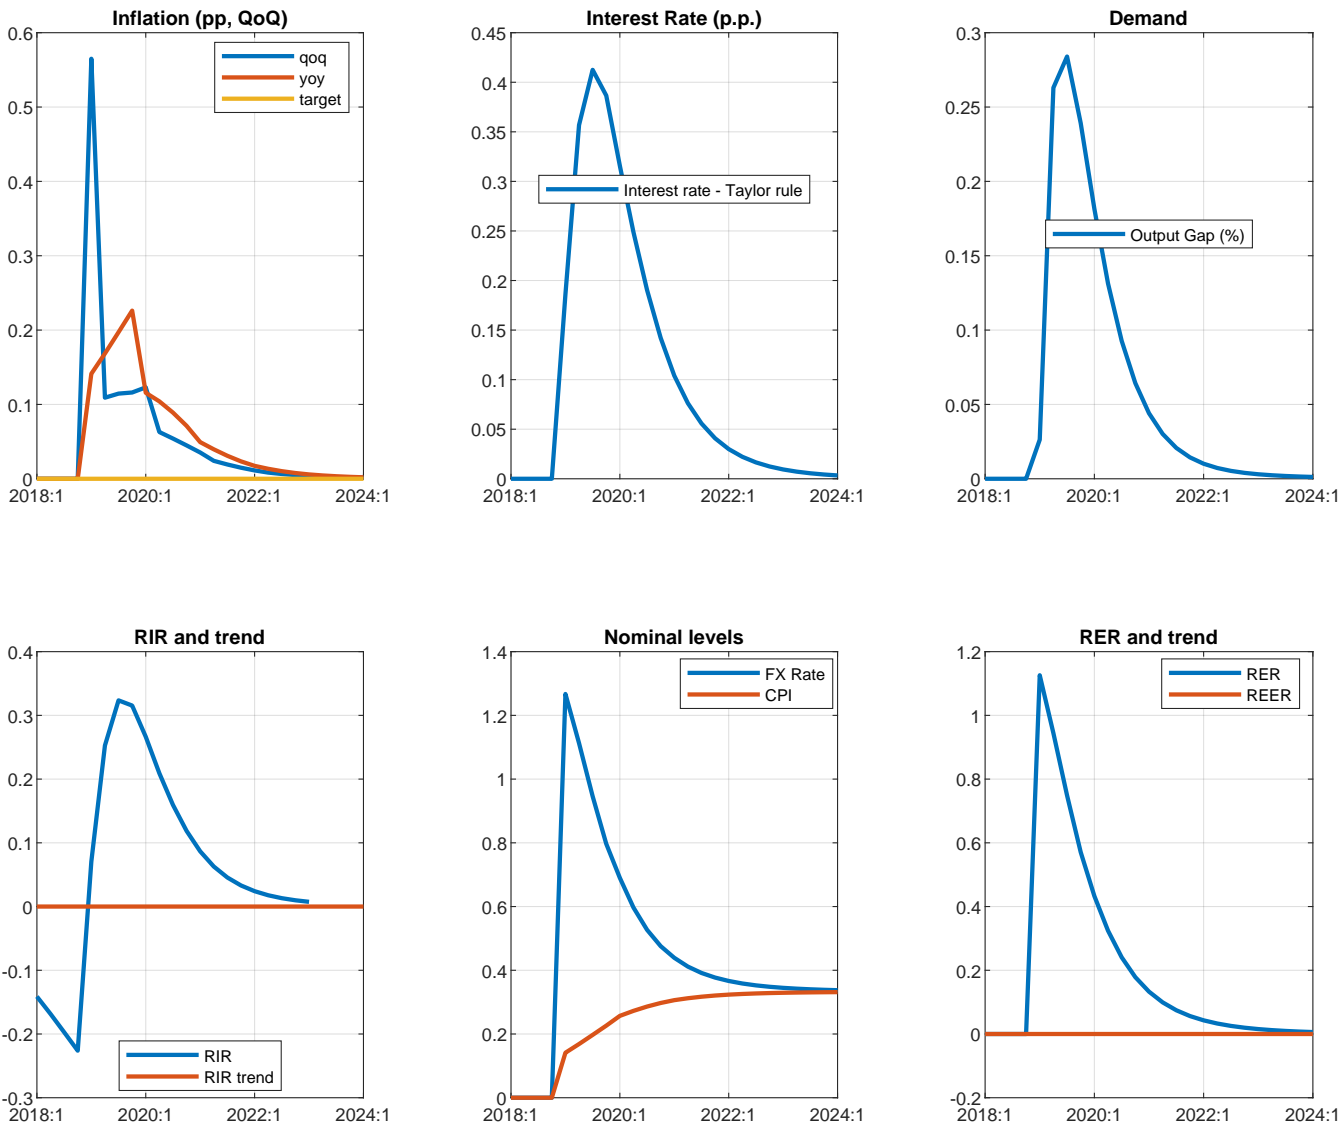 Inflation (pp, QoQ)
0.6
0.5
0.4
0.3
0.2
0.1
0
2018:1 2020:1 2022:1 2024:1
qoq
yoy
target
Interest Rate (p.p.)
0.45
0.4
0.35
0.3
0.25
0.2
0.15
0.1
0.05
0
2018:1 2020:1 2022:1 2024:1
Interest rate - Taylor rule
Demand
0.3
0.25
0.2
0.15
0.1
0.05
0
2018:1 2020:1 2022:1 2024:1
Output Gap (%)
RIR and trend
0.4
0.3
0.2
0.1
0
-0.1
-0.2
-0.3
2018:1 2020:1 2022:1 2024:1
RIR
RIR trend
Nominal levels
1.4
1.2
1
0.8
0.6
0.4
0.2
0
2018:1 2020:1 2022:1 2024:1
FX Rate
CPI
RER and trend
1.2
1
0.8
0.6
0.4
0.2
0
-0.2
2018:1 2020:1 2022:1 2024:1
RER
REER